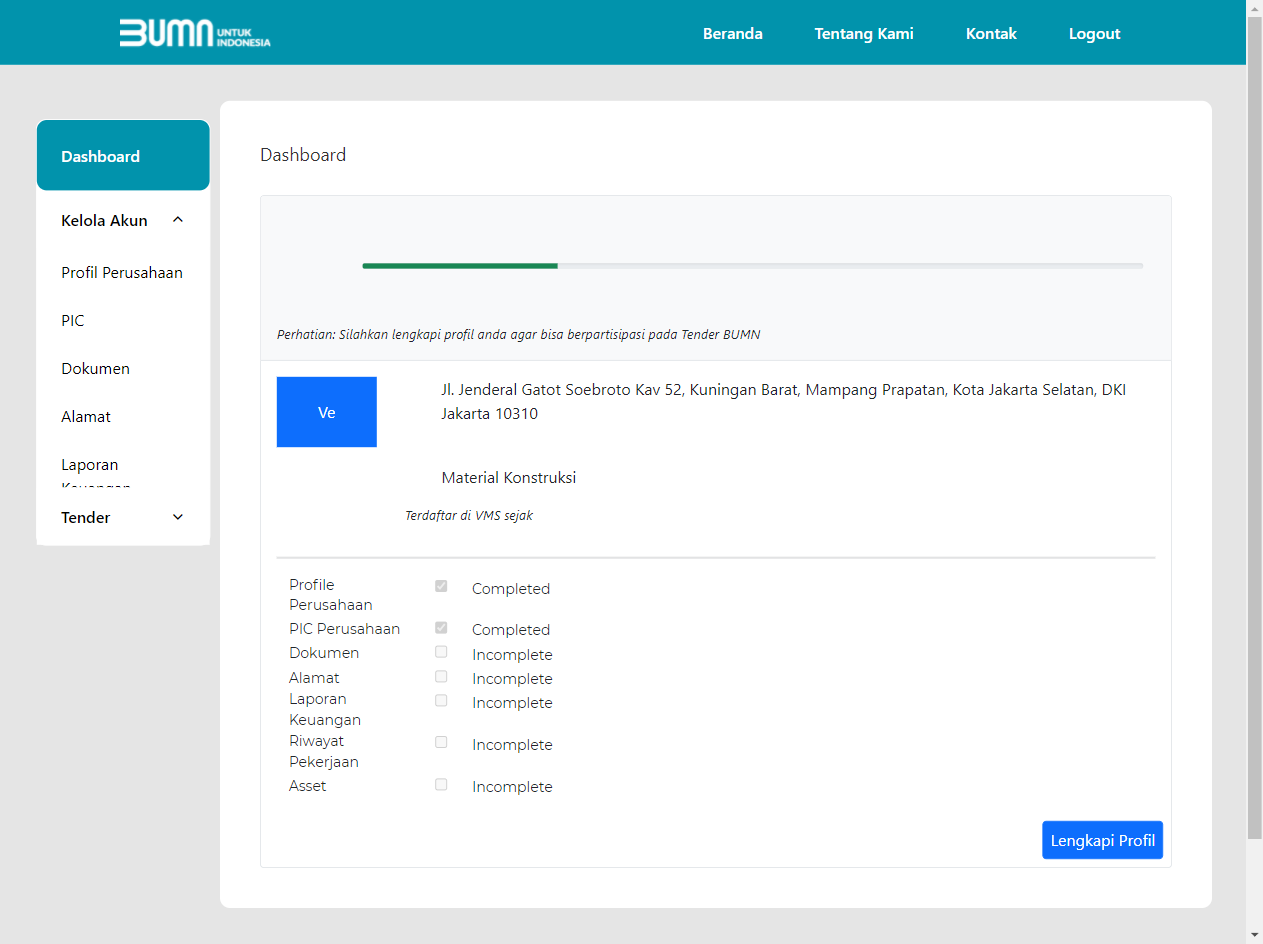 BUMN UNTUK INDONESIA
Beranda
Tentang Kami
Kontak
Logout
Dashboard
Kelola Akun
Profil Perusahaan
PIC
Dokumen
Alamat
Laporan
Keuangan
Tender
Dashboard
Perhatian: Silahkan lengkapi profil anda agar bisa berpartisipasi pada Tender BUMN
Ve
Jl. Jenderal Gatot Soebroto Kav 52, Kuningan Barat, Mampang Prapatan, Kota Jakarta Selatan, DKI
Jakarta 10310
Material Konstruksi
Terdaftar di VMS sejak
Profile
Perusahaan
Completed
PIC Perusahaan
Completed
Dokumen
Incomplete
Alamat
Incomplete
Laporan
Keuangan
Incomplete
Riwayat
Pekerjaan
Incomplete
Asset
Incomplete
Lengkapi Profil